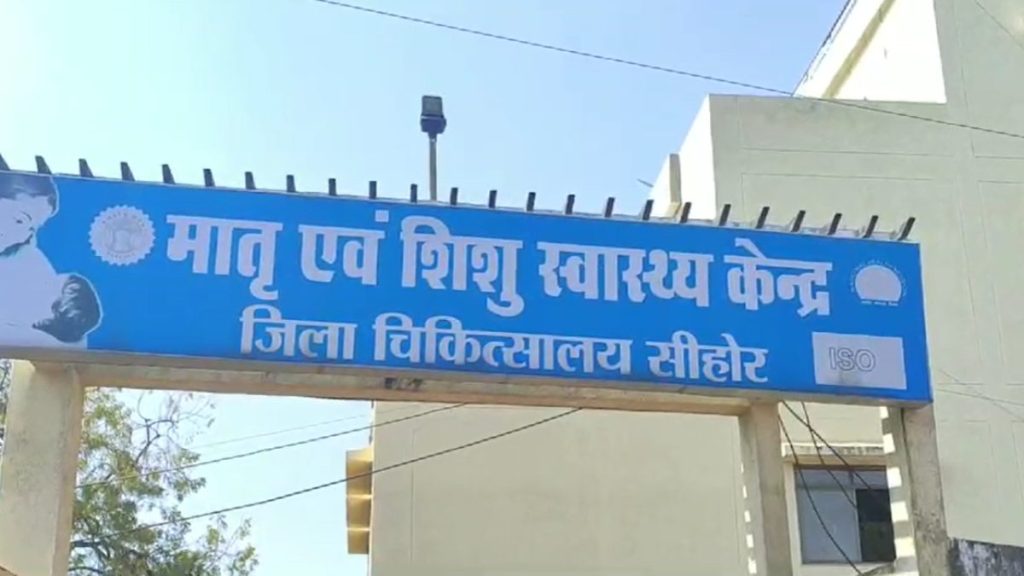 मातृ एवं शिशु स्वास्थ्य केन्द्र
जिला चिकित्सालय सीहोर
ISO